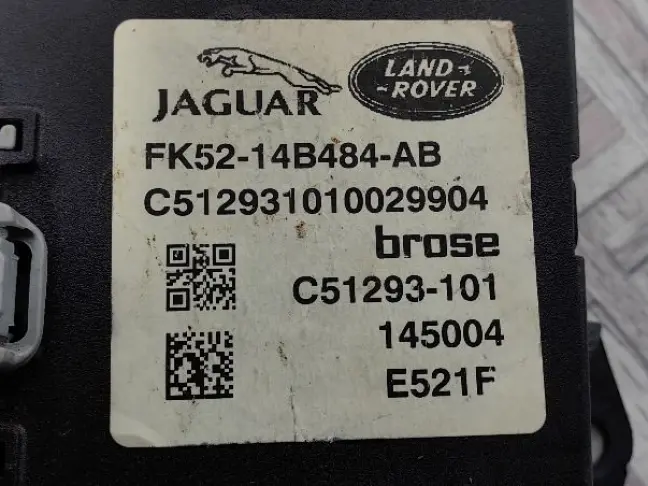 JAGUAR
LAND-
-ROVER
FK52-14B484-AB
C512931010029904
brose
C51293-101
145004
E521F